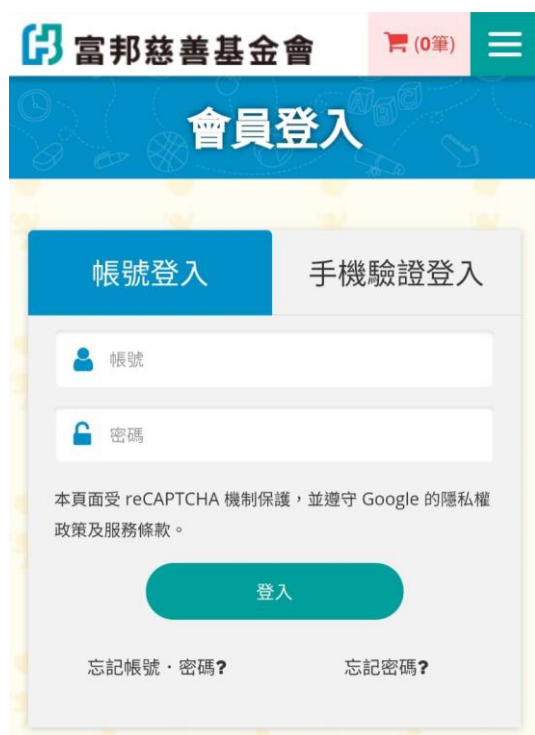 富邦慈善基金會 (0筆)
會員登入
帳號登入 手機驗證登入
帳號
密碼
本頁面受 reCAPTCHA 機制保護，並遵守 Google 的隱私權
政策及服務條款。
登入
忘記帳號．密碼? 忘記密碼?